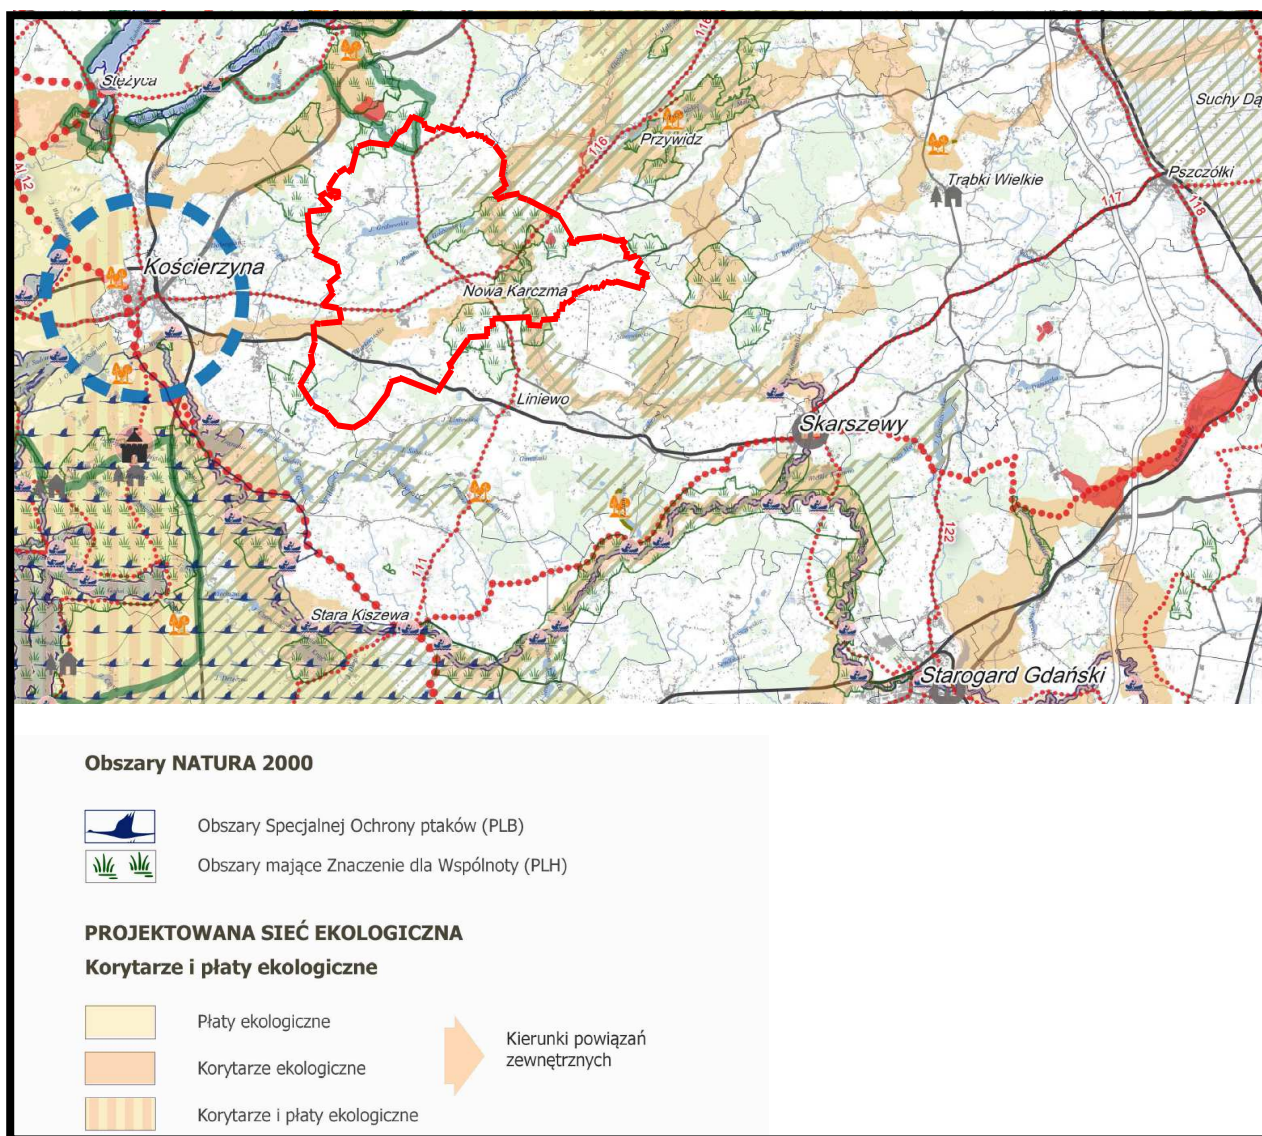 Stężyca
116
Suchy Dą
116
Przywidz
Trąbki Wielkie
Pszczółki
117
118
Kościerzyna
Nowa Karczma
Liniewo
Skarszewy
122
111
Stara Kiszewa
Starogard Gdański
Obszary NATURA 2000
Obszary Specjalnej Ochrony ptaków (PLB)
Obszary mające Znaczenie dla Wspólnoty (PLH)
PROJEKTOWANA SIEĆ EKOLOGICZNA
Korytarze i płaty ekologiczne
Płaty ekologiczne
Korytarze ekologiczne
Korytarze i płaty ekologiczne
Kierunki powiązań
zewnętrznych